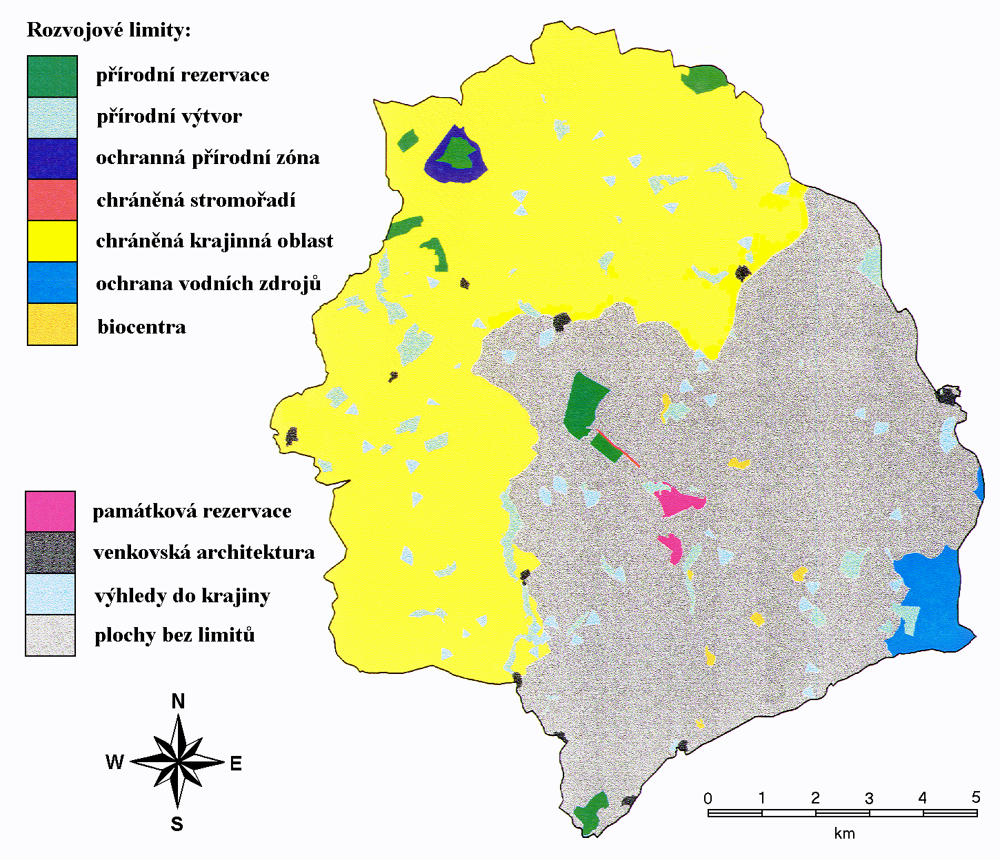 Rozvojové limity:
přírodní rezervace
přírodní výtvor
ochranná přírodní zóna
chráněná stromořadí
chráněná krajinná oblast
ochrana vodních zdrojů
biocentra
památková rezervace
venkovská architektura
výhledy do krajiny
plochy bez limitů
N
W E
S
0 1 2 3 4 5
km